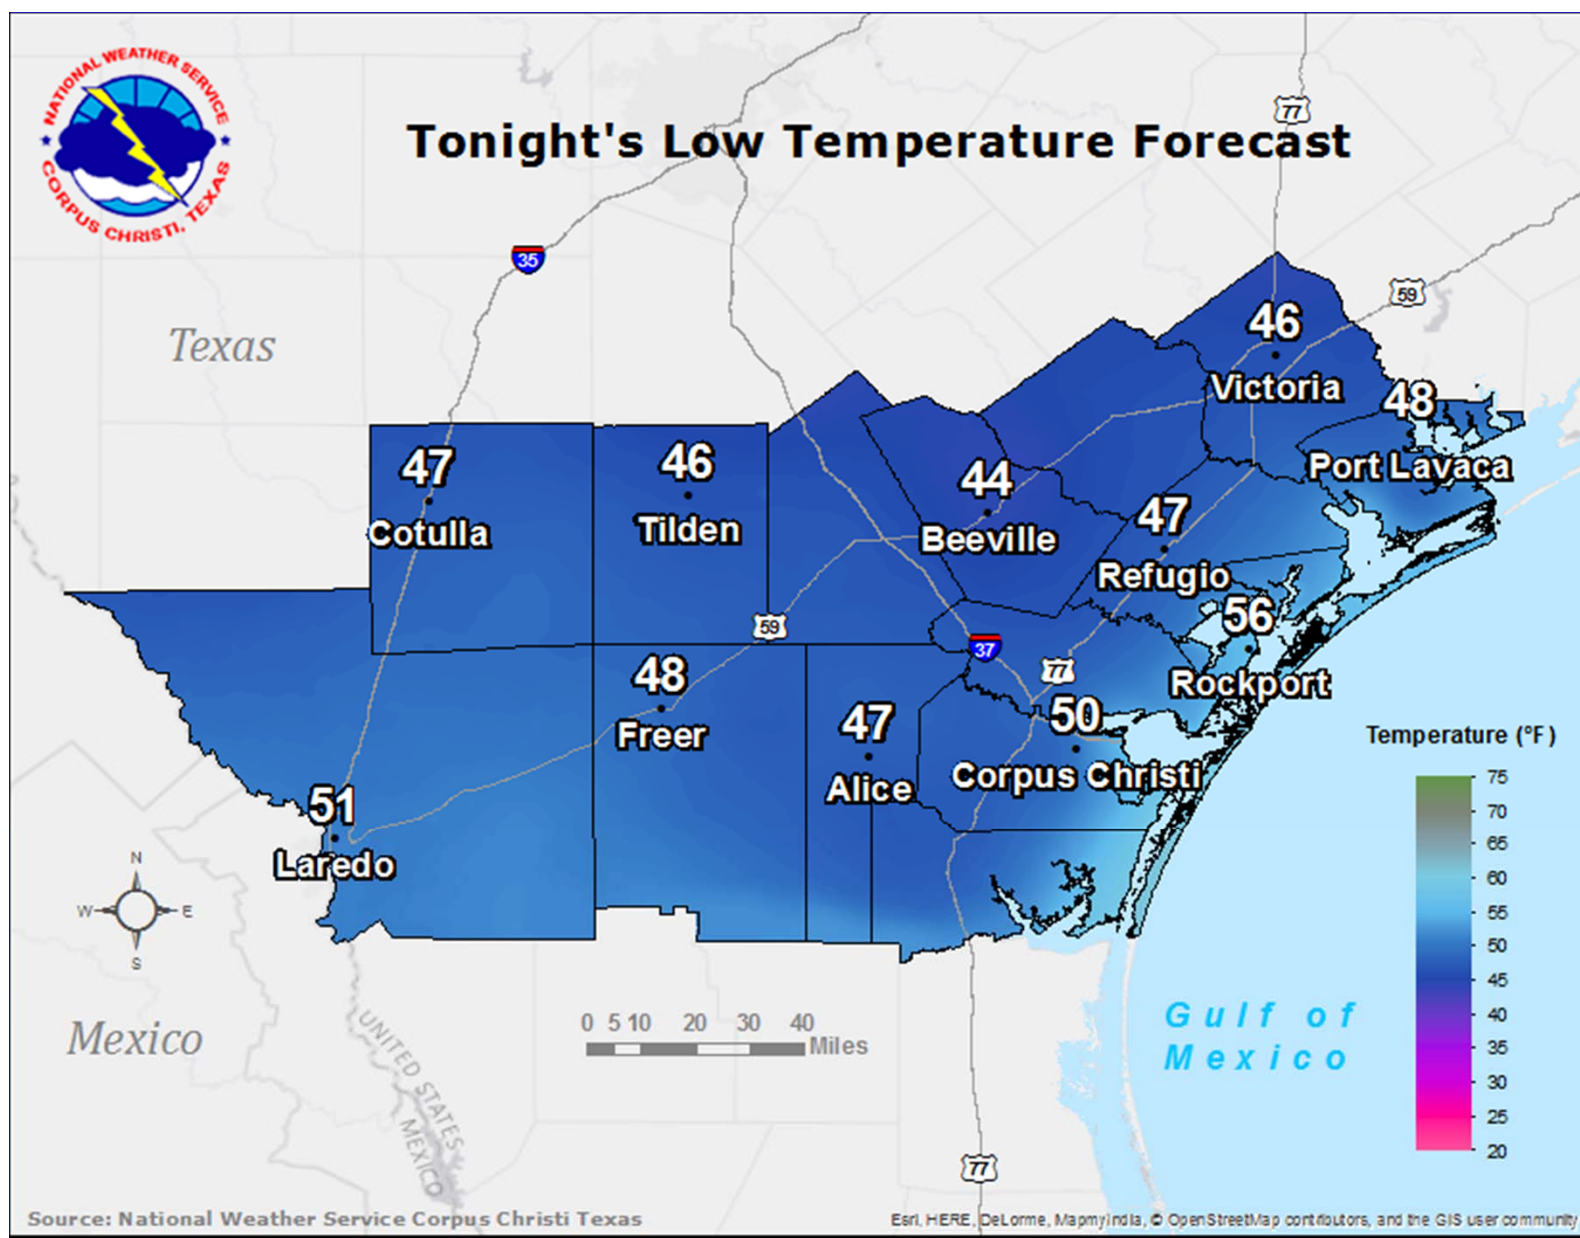 NATIONAL WEATHER SERVICE
CORPUS CHRISTI, TEXAS
Tonight's Low Temperature Forecast
77
35
59
Texas
46
Victoria
48
Port Lavaca
47
Cotulla
46
Tilden
44
Beeville
47
Refugio
59
37
77
56
Rockport
48
Freer
47
Alice
50
Corpus Christi
51
Laredo
Temperature (°F)
75
70
65
60
55
50
45
40
35
30
25
20
N
W
E
S
Mexico
UNITED STATES
MEXICO
0 5 10 20 30 40
Miles
Gulf of
Mexico
77
Source: National Weather Service Corpus Christi Texas
Esri, HERE, DeLorme, MapmyIndia, © OpenStreetMap contributors, and the GIS user community